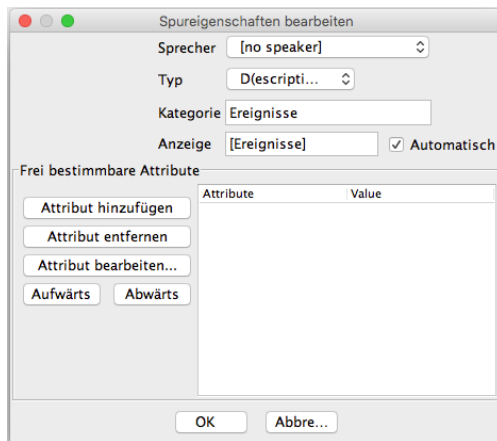 Spureigenschaften bearbeiten
Sprecher [no speaker]
Typ D(escripti...
Kategorie Ereignisse
Anzeige [Ereignisse] Automatisch
Frei bestimmbare Attribute
Attribute Value
Attribut hinzufügen
Attribut entfernen
Attribut bearbeiten...
Aufwärts Abwärts
OK Abbre...